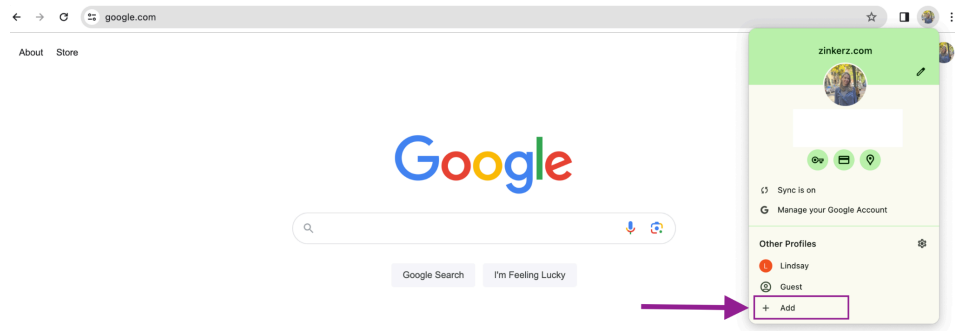 google.com
About Store
zinkerz.com
Google
Sync is on
Manage your Google Account
Google Search I'm Feeling Lucky
Other Profiles
L Lindsay
Guest
+ Add